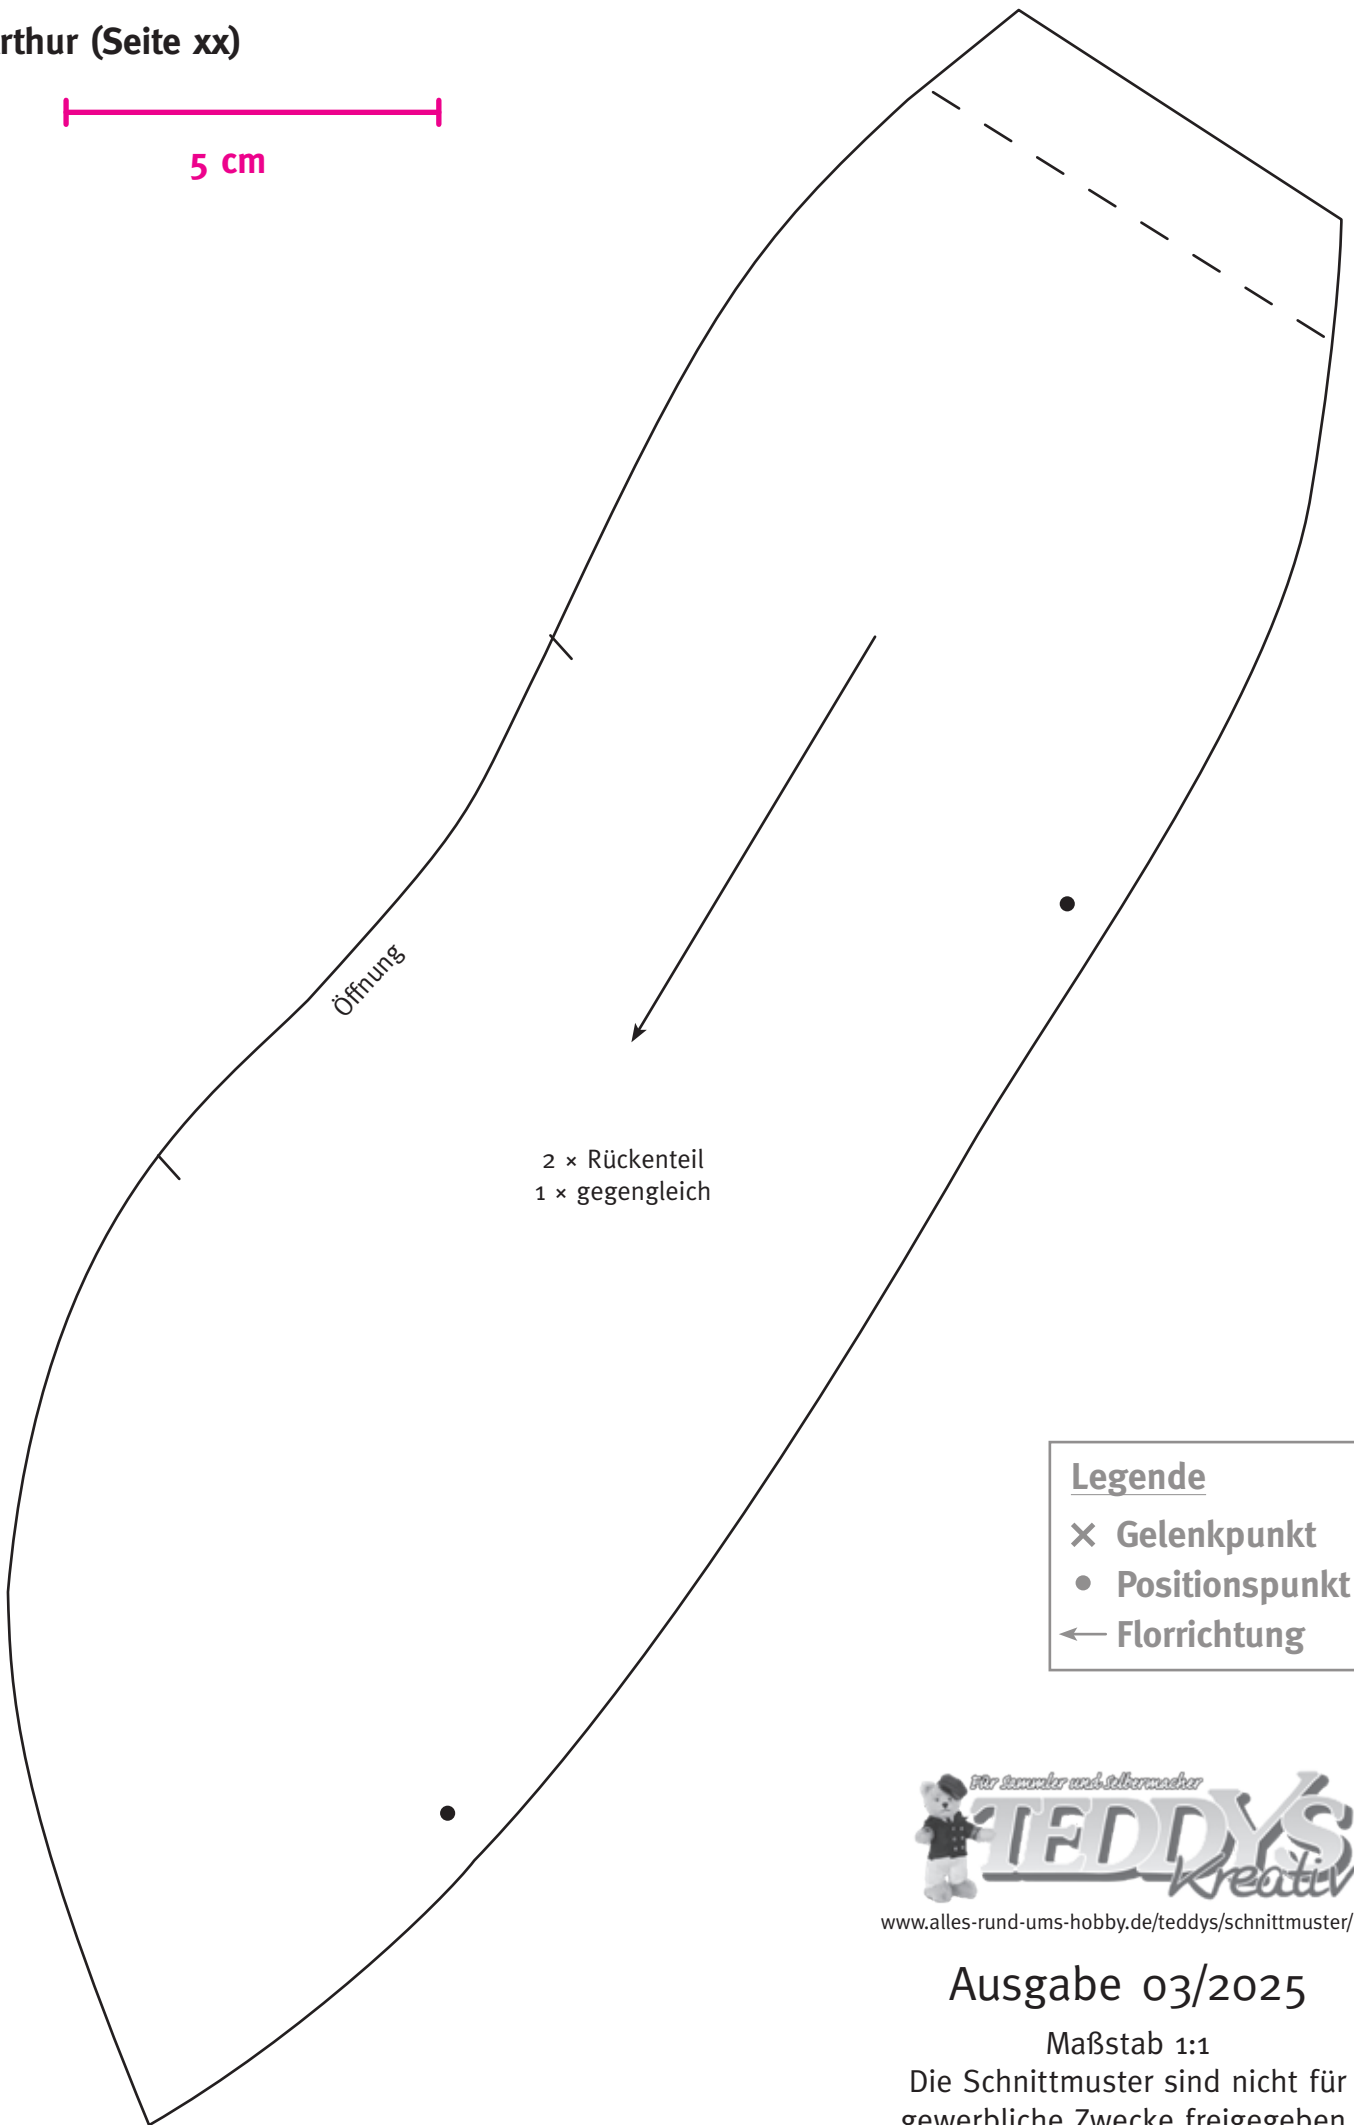 rthur (Seite xx)
5 cm
Öffnung
2 × Rückenteil
1 × gegengleich
Legende
× Gelenkpunkt
• Positionspunkt
← Florrichtung
Für Sammler und Selbermacher
TEDDYS
Kreativ
www.alles-rund-ums-hobby.de/teddys/schnittmuster/
Ausgabe 03/2025
Maßstab 1:1
Die Schnittmuster sind nicht für
gewerbliche Zwecke freigegeben